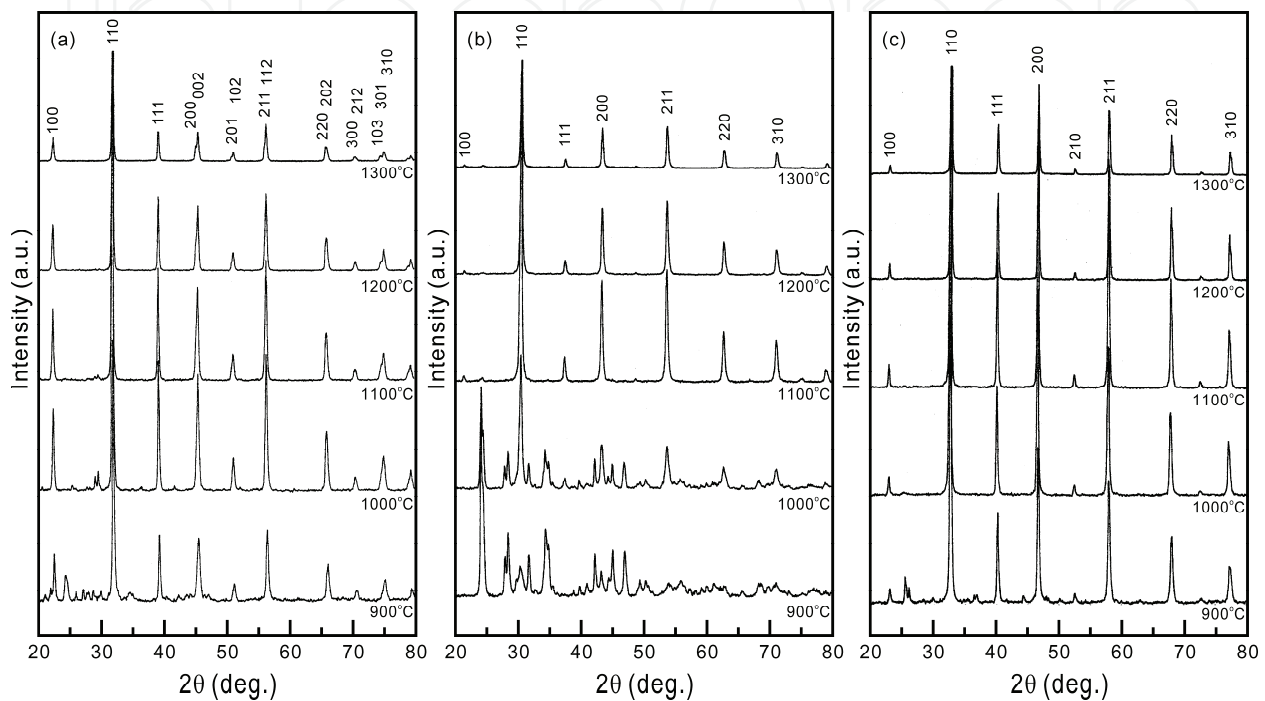 (a)
110
100
111
200
002
201
102
211
112
220
202
300
212
103
301
310
1300°C
1200°C
1100°C
1000°C
900°C
Intensity (a.u.)
20 30 40 50 60 70 80
2θ (deg.)
(b)
100
110
111
200
211
220
310
1300°C
1200°C
1100°C
1000°C
900°C
Intensity (a.u.)
20 30 40 50 60 70 80
2θ (deg.)
(c)
100
110
111
200
210
211
220
310
1300°C
1200°C
1100°C
1000°C
900°C
Intensity (a.u.)
20 30 40 50 60 70 80
2θ (deg.)